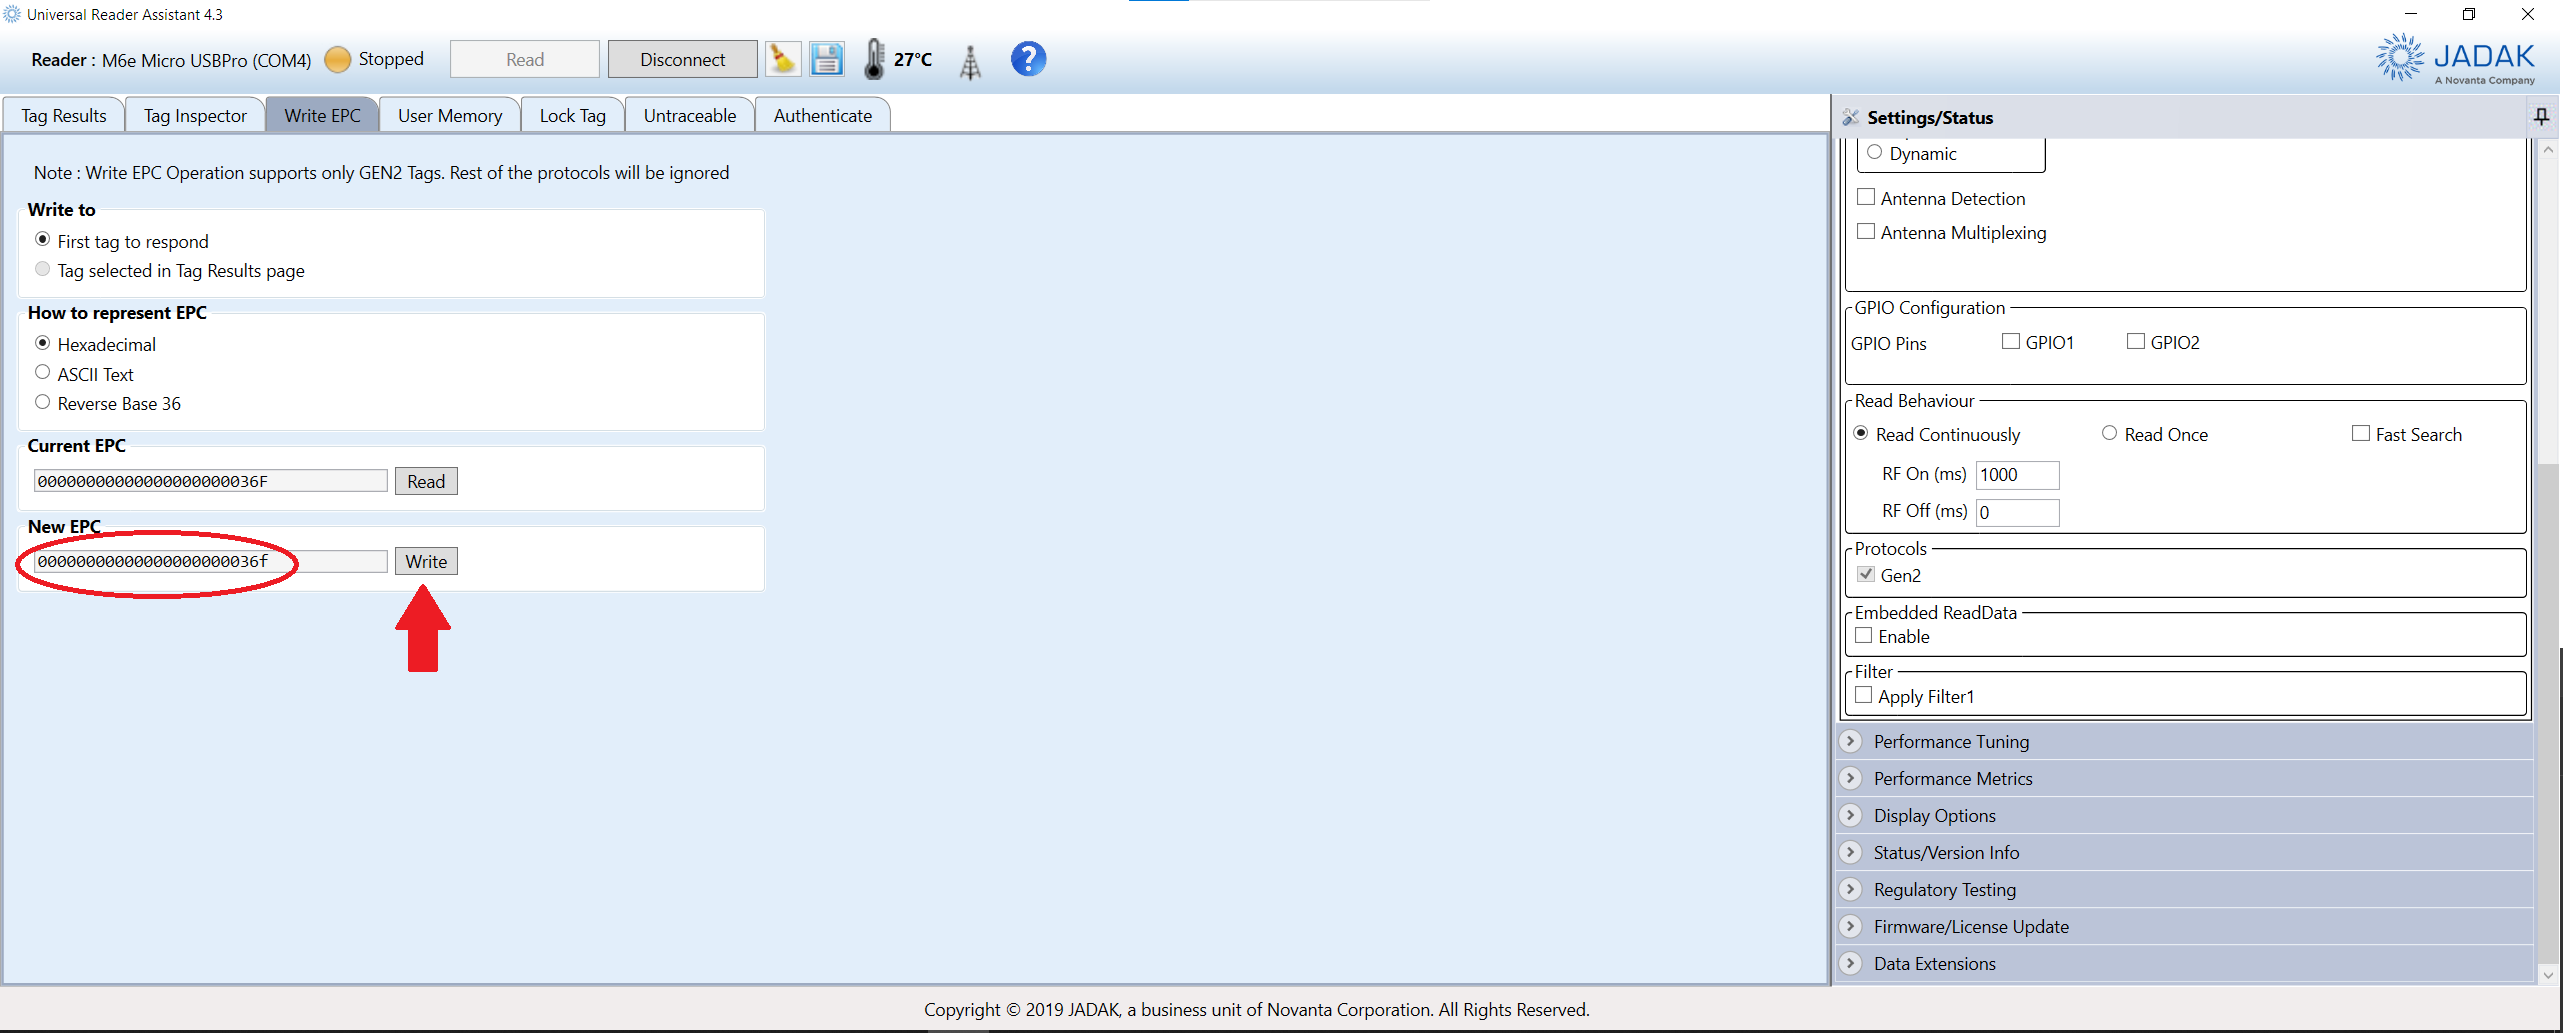 Universal Reader Assistant 4.3
Reader : M6e Micro USBPro (COM4) Stopped Read Disconnect 27°C ? JADAK
A Novanta Company
Tag Results Tag Inspector Write EPC User Memory Lock Tag Untraceable Authenticate
Note : Write EPC Operation supports only GEN2 Tags. Rest of the protocols will be ignored
Write to
First tag to respond
Tag selected in Tag Results page
How to represent EPC
Hexadecimal
ASCII Text
Reverse Base 36
Current EPC
00000000000000000000036F Read
New EPC
00000000000000000000036f Write
Settings/Status
Dynamic
Antenna Detection
Antenna Multiplexing
GPIO Configuration
GPIO Pins GPIO1 GPIO2
Read Behaviour
Read Continuously Read Once Fast Search
RF On (ms) 1000
RF Off (ms) 0
Protocols
Gen2
Embedded ReadData
Enable
Filter
Apply Filter1
Performance Tuning
Performance Metrics
Display Options
Status/Version Info
Regulatory Testing
Firmware/License Update
Data Extensions
Copyright © 2019 JADAK, a business unit of Novanta Corporation. All Rights Reserved.